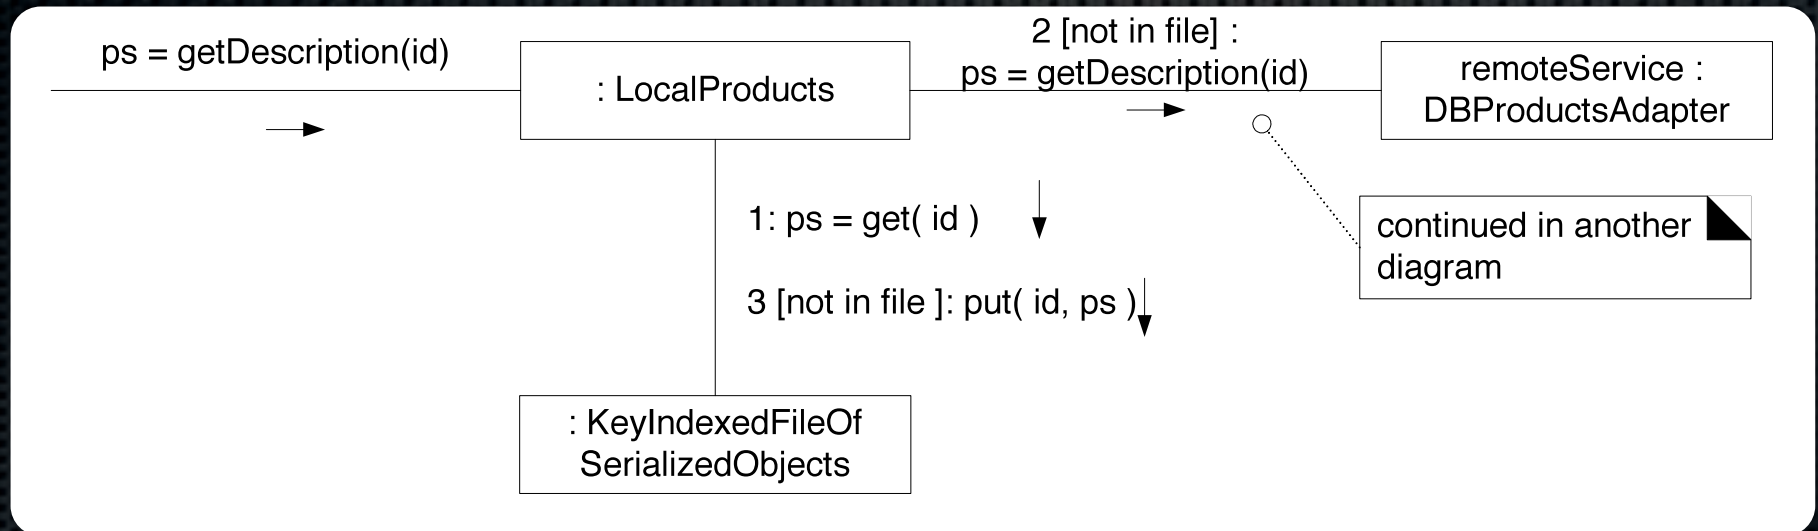 ps = getDescription(id)
: LocalProducts
2 [not in file] :
ps = getDescription(id)
remoteService :
DBProductsAdapter
1: ps = get( id )
3 [not in file ]: put( id, ps )
continued in another
diagram
: KeyIndexedFileOf
SerializedObjects